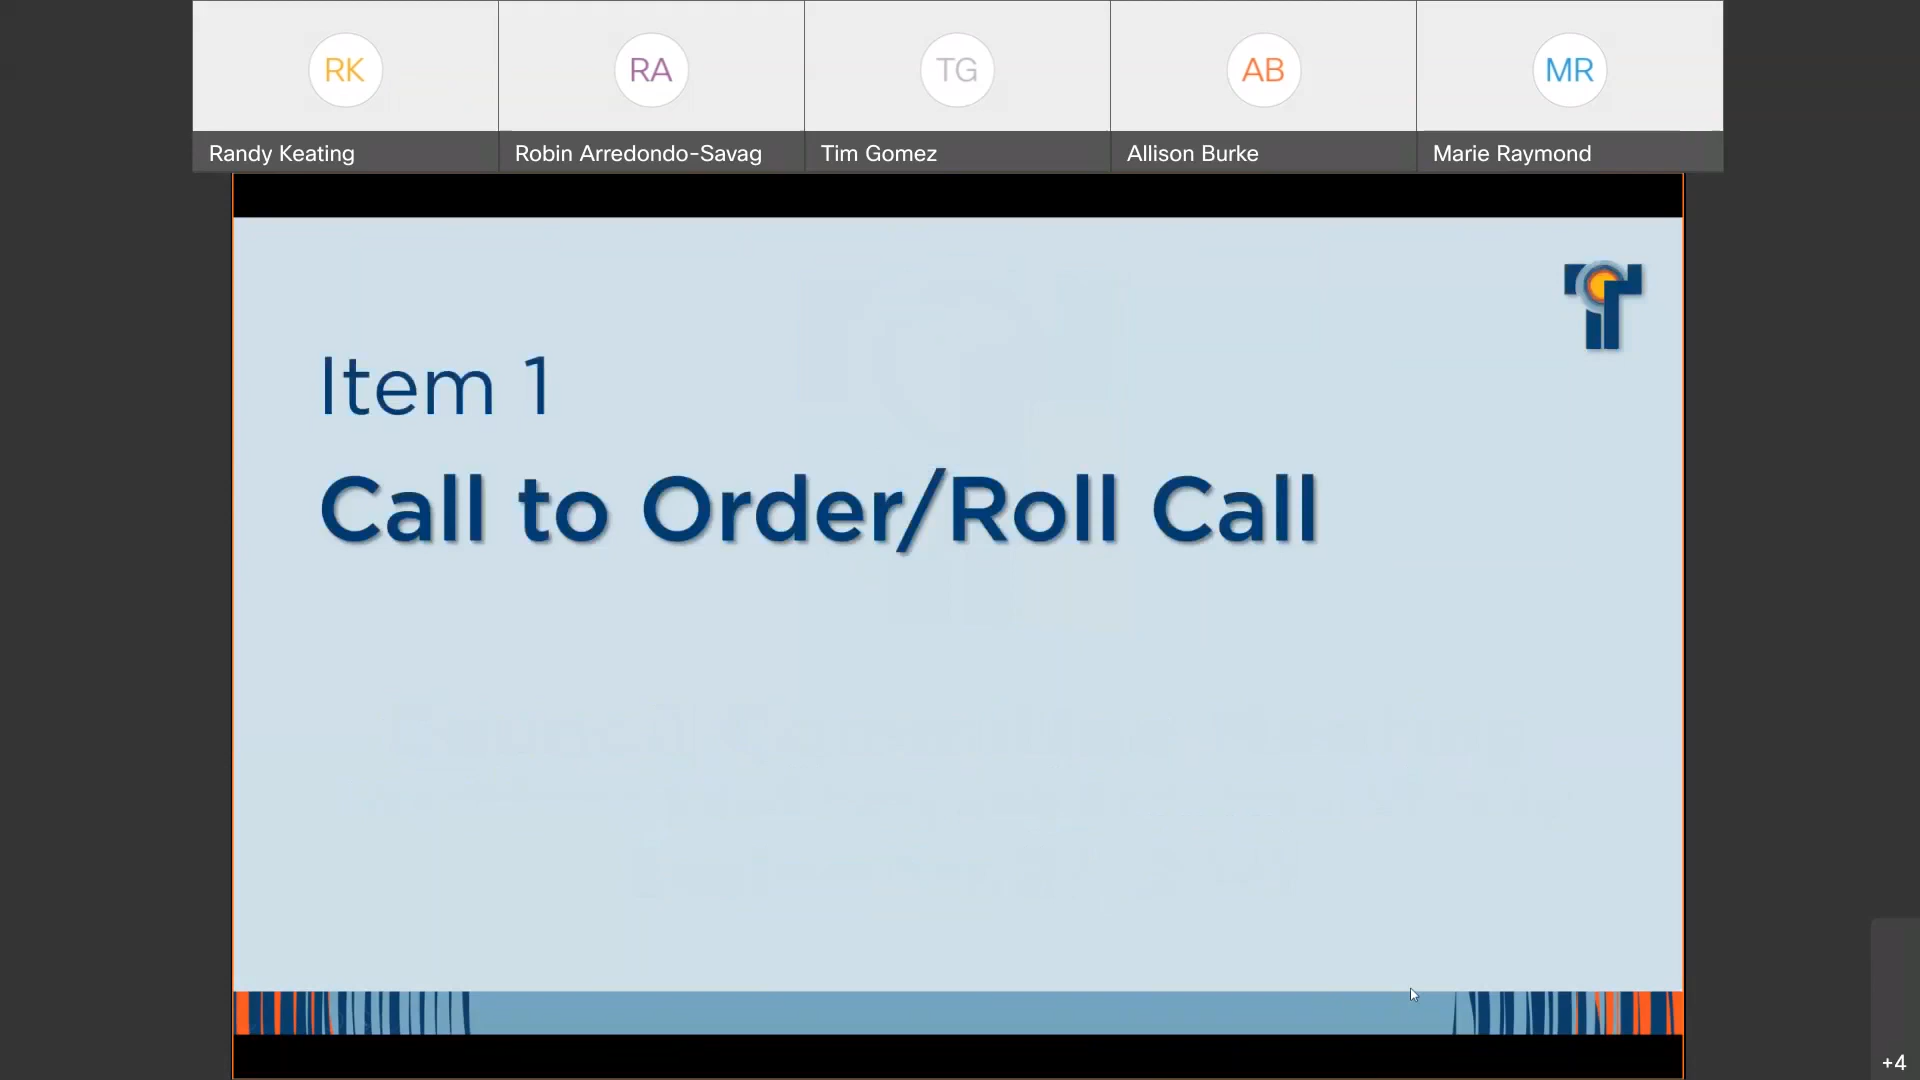 RK
RA
TG
AB
MR
Randy Keating
Robin Arredondo-Savag
Tim Gomez
Allison Burke
Marie Raymond
Item 1
Call to Order/Roll Call
+4